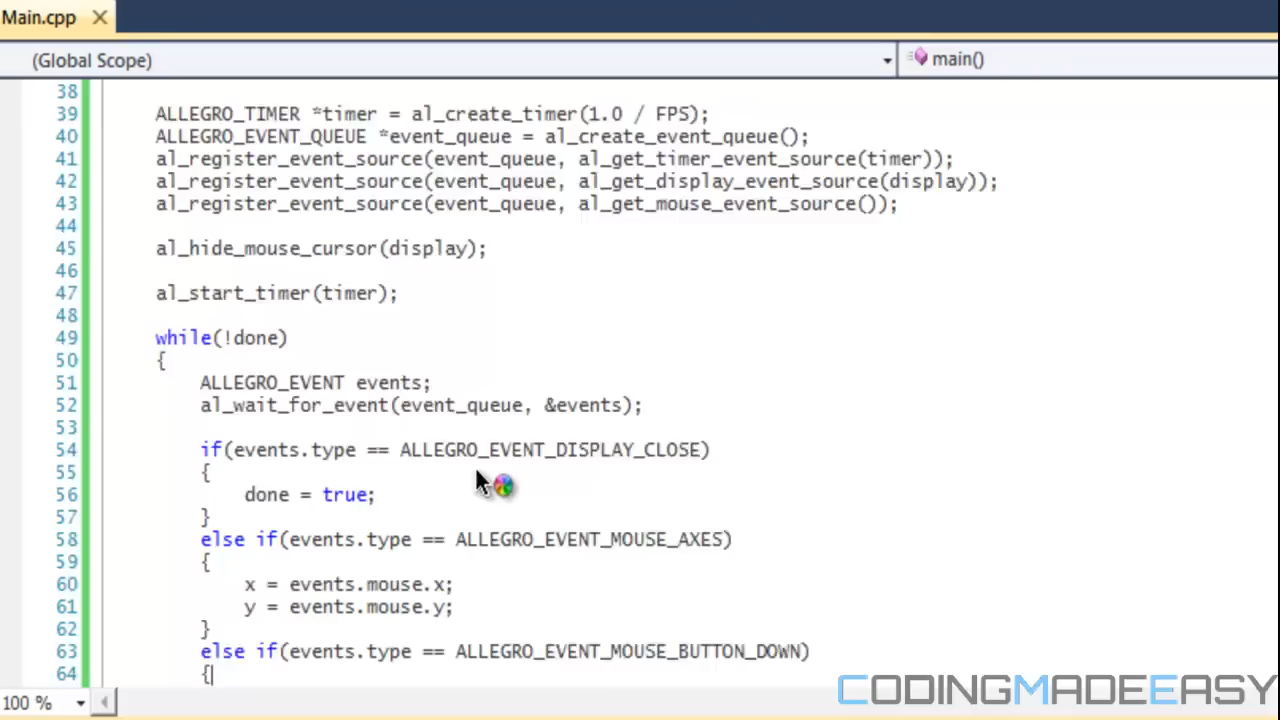 Main.cpp
(Global Scope) main()
38
39 ALLEGRO_TIMER *timer = al_create_timer(1.0 / FPS);
40 ALLEGRO_EVENT_QUEUE *event_queue = al_create_event_queue();
41 al_register_event_source(event_queue, al_get_timer_event_source(timer));
42 al_register_event_source(event_queue, al_get_display_event_source(display));
43 al_register_event_source(event_queue, al_get_mouse_event_source());
44
45 al_hide_mouse_cursor(display);
46
47 al_start_timer(timer);
48
49 while(!done)
50 {
51 ALLEGRO_EVENT events;
52 al_wait_for_event(event_queue, &events);
53
54 if(events.type == ALLEGRO_EVENT_DISPLAY_CLOSE)
55 {
56 done = true;
57 }
58 else if(events.type == ALLEGRO_EVENT_MOUSE_AXES)
59 {
60 x = events.mouse.x;
61 y = events.mouse.y;
62 }
63 else if(events.type == ALLEGRO_EVENT_MOUSE_BUTTON_DOWN)
64 {
100 %
CODINGMADEEASY